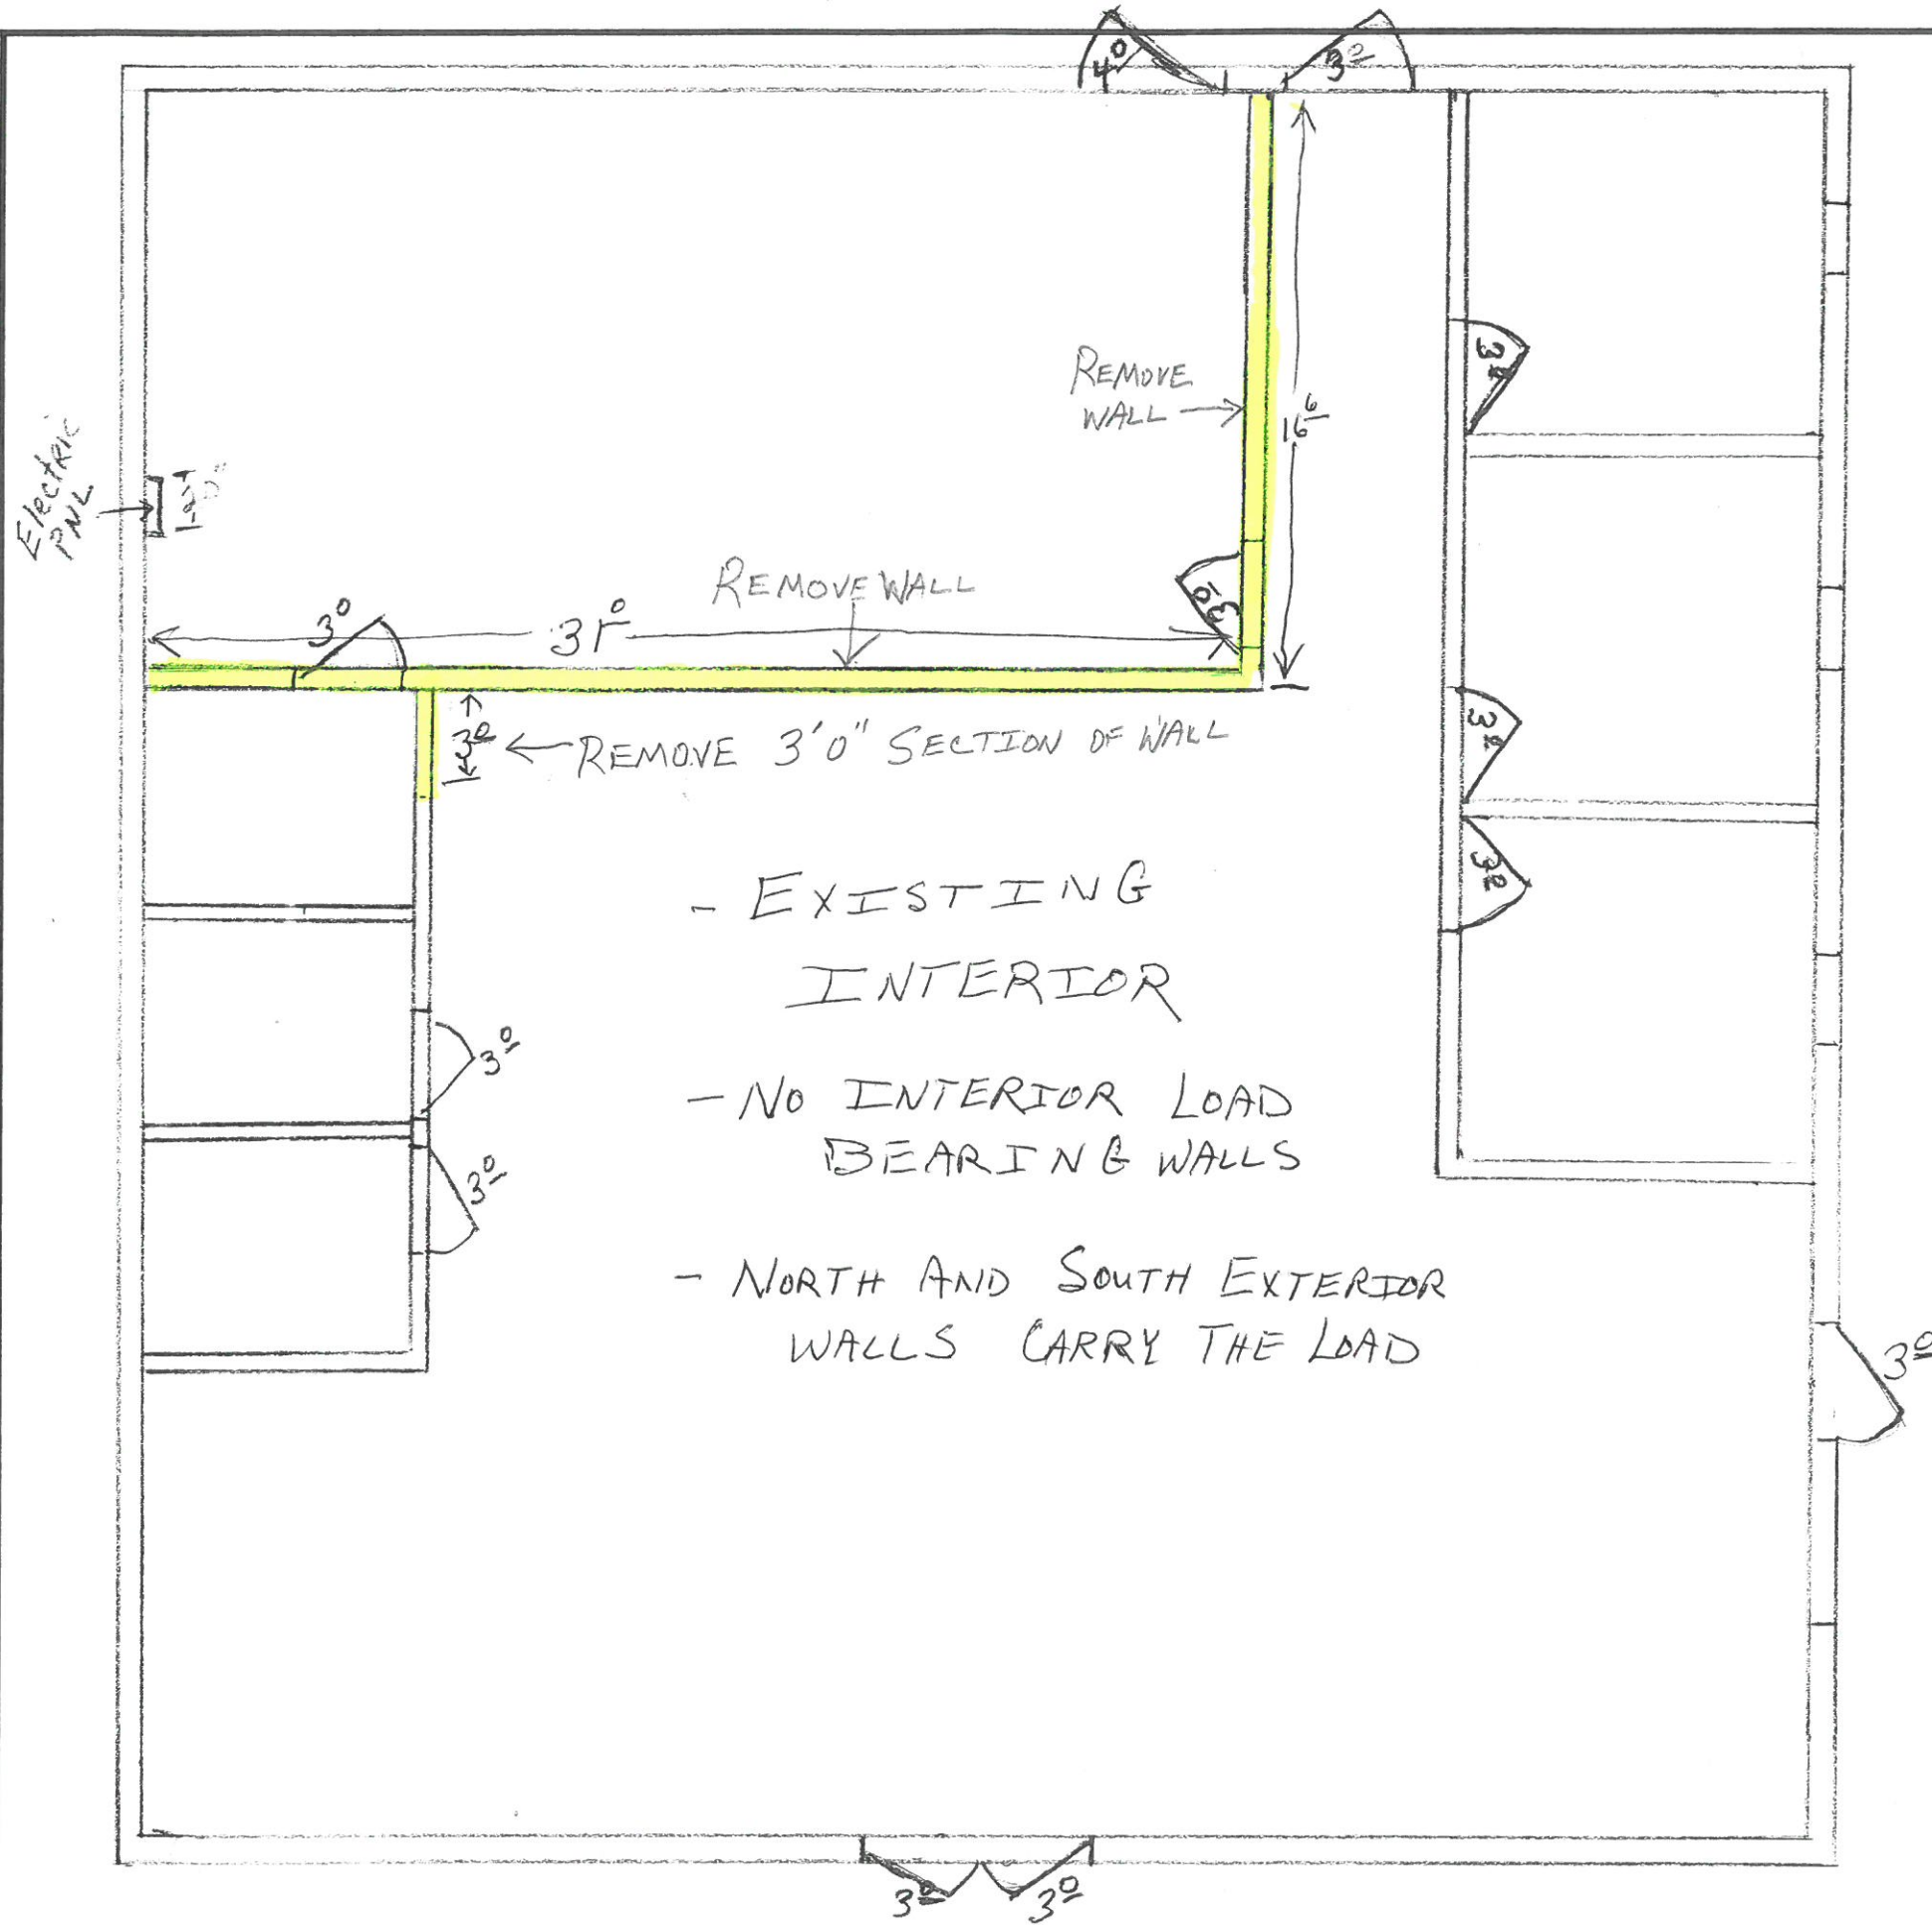 4⁰
3⁰
REMOVE
WALL
16⁶
3⁰
Electric
PNL
REMOVE WALL
3⁰
31⁰
3⁰
3⁰
REMOVE 3'0" SECTION OF WALL
3⁰
3⁰
- EXISTING
INTERIOR
3⁰
- NO INTERIOR LOAD
BEARING WALLS
3⁰
- NORTH AND SOUTH EXTERIOR
WALLS CARRY THE LOAD
3⁰
3⁰
3⁰